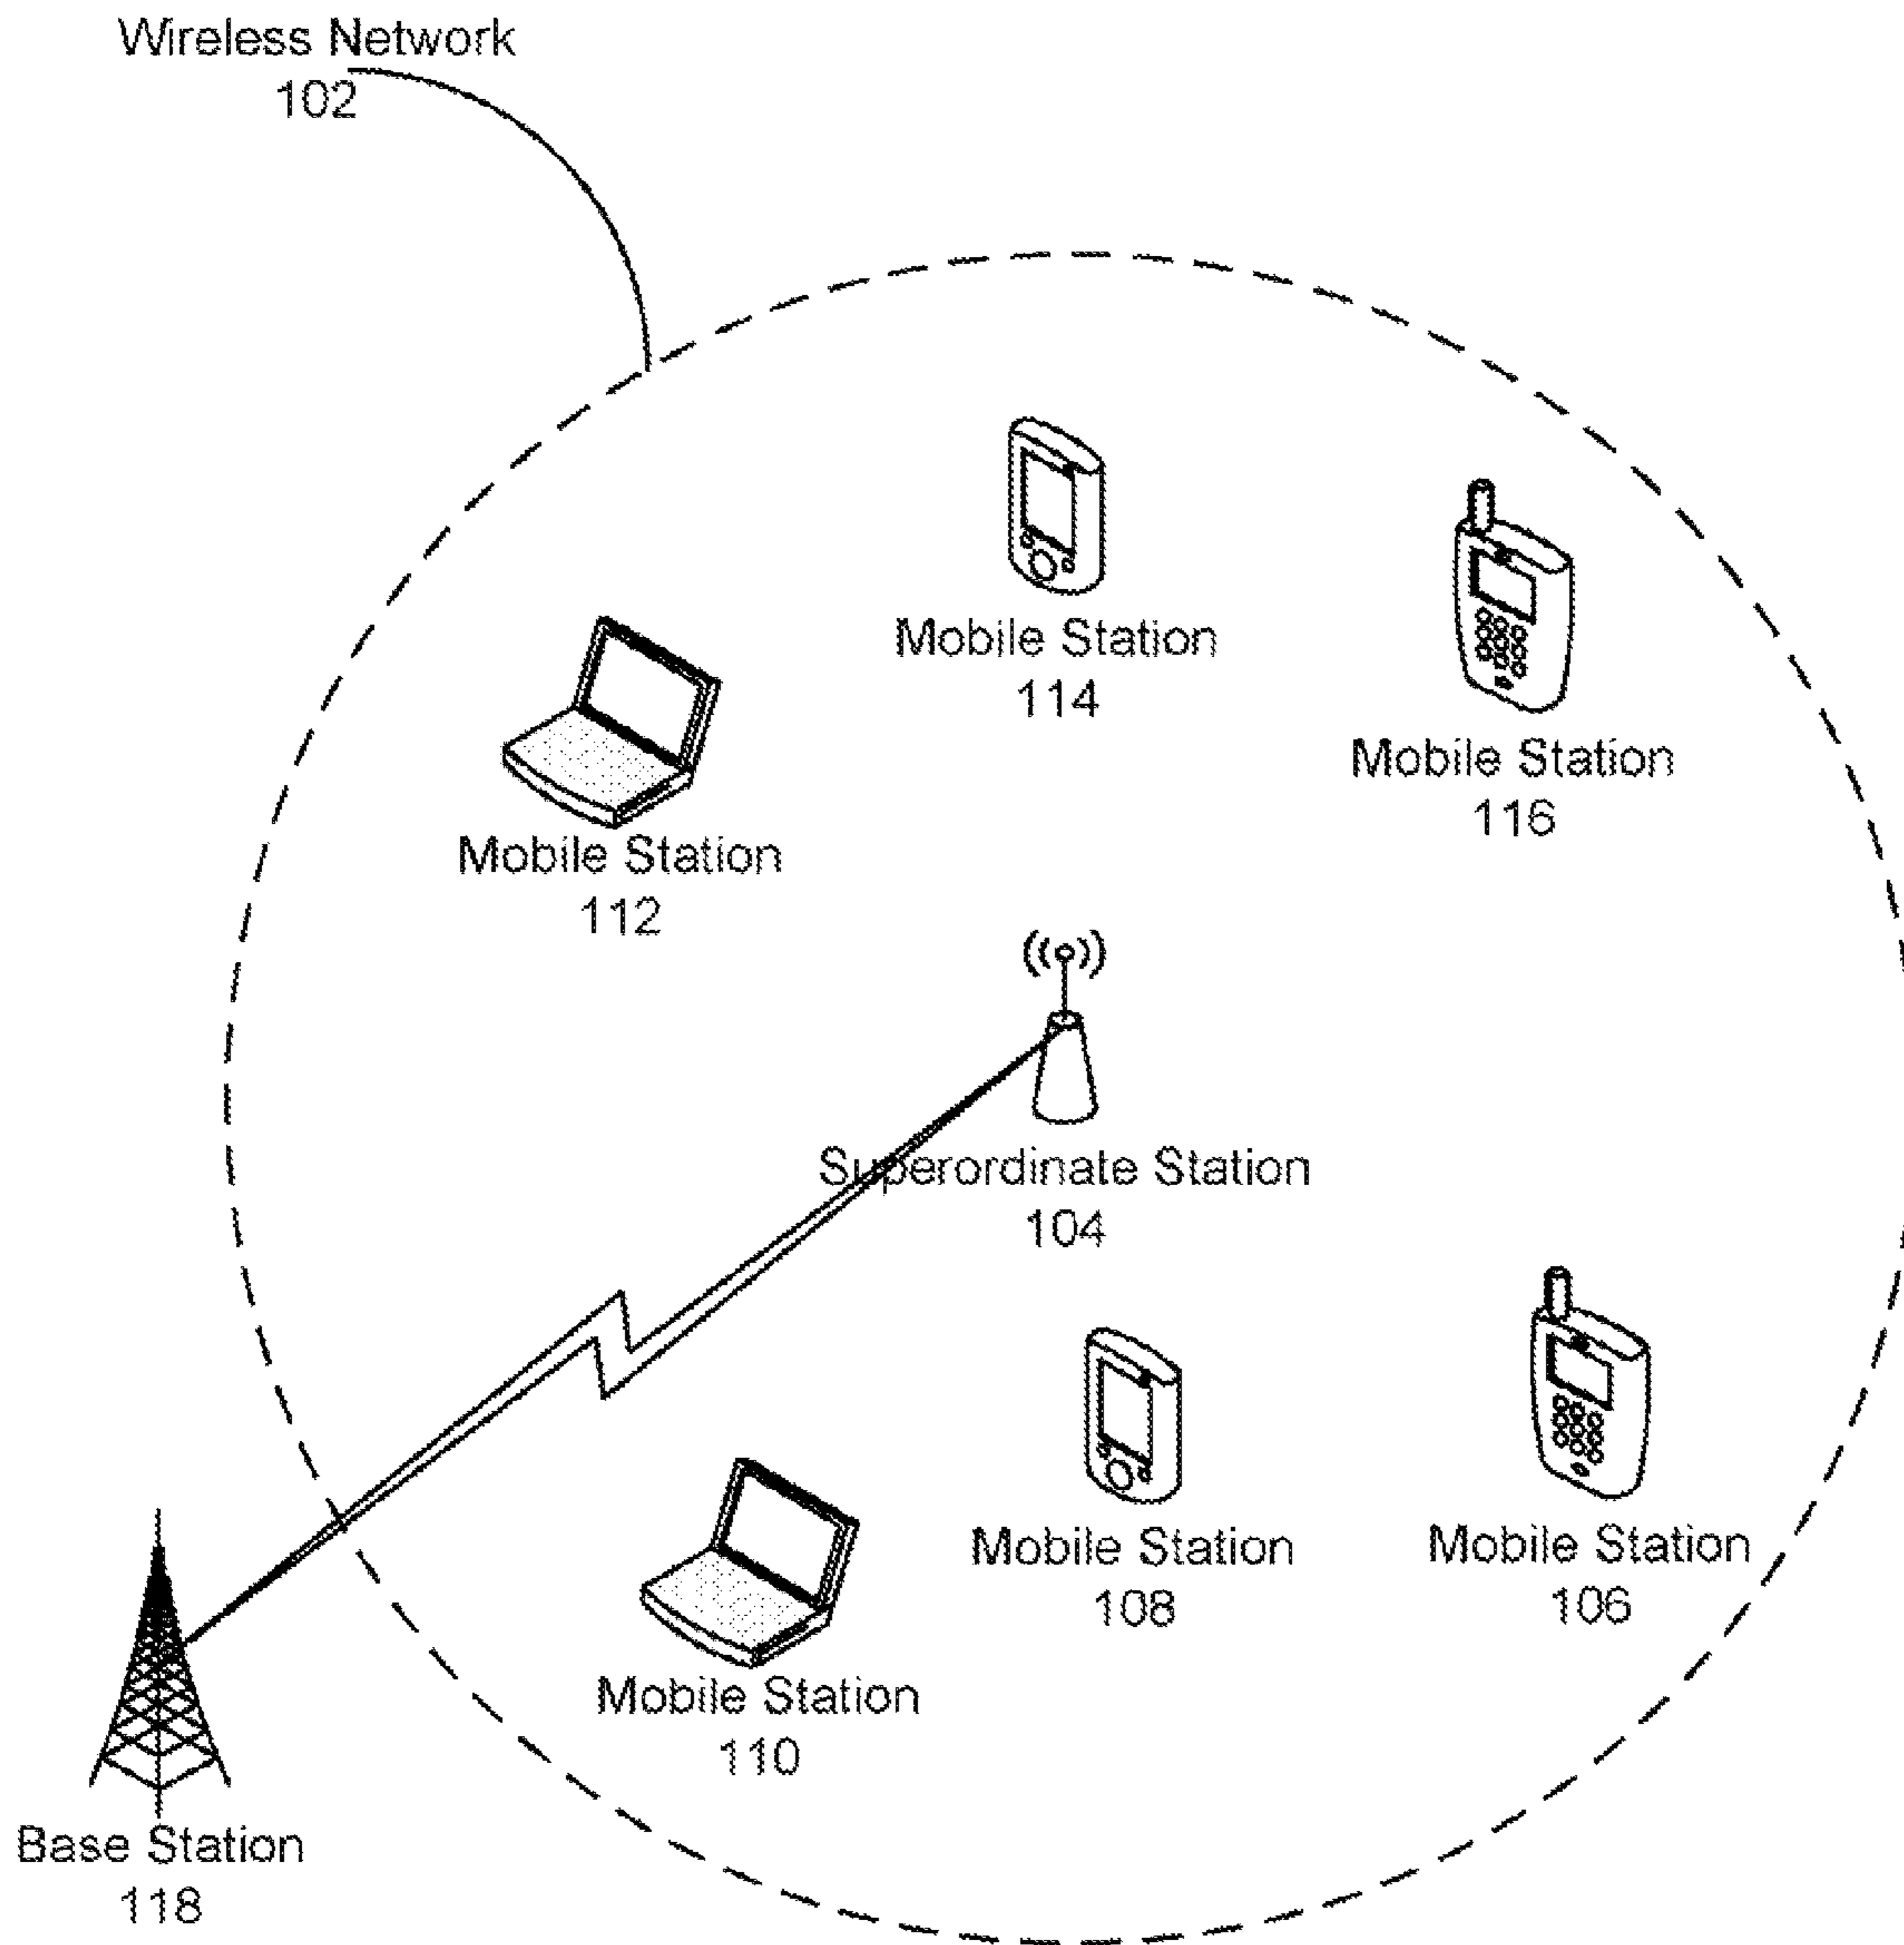 Wireless Network
102
Mobile Station
114
Mobile Station
116
Mobile Station
112
Superordinate Station
104
Mobile Station
108
Mobile Station
106
Mobile Station
110
Base Station
118